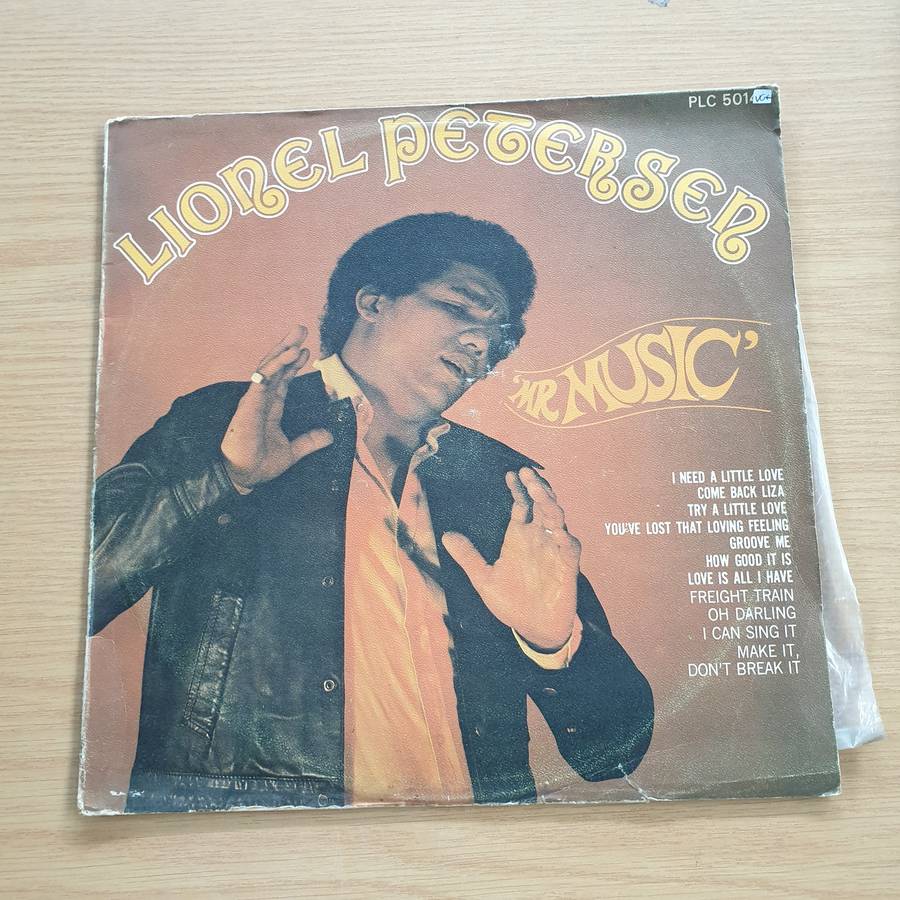 PLC 5014
VG+
LIONEL PETERSEN
'MR MUSIC'
I NEED A LITTLE LOVE
COME BACK LIZA
TRY A LITTLE LOVE
YOU'VE LOST THAT LOVING FEELING
GROOVE ME
HOW GOOD IT IS
LOVE IS ALL I HAVE
FREIGHT TRAIN
OH DARLING
I CAN SING IT
MAKE IT,
DON'T BREAK IT